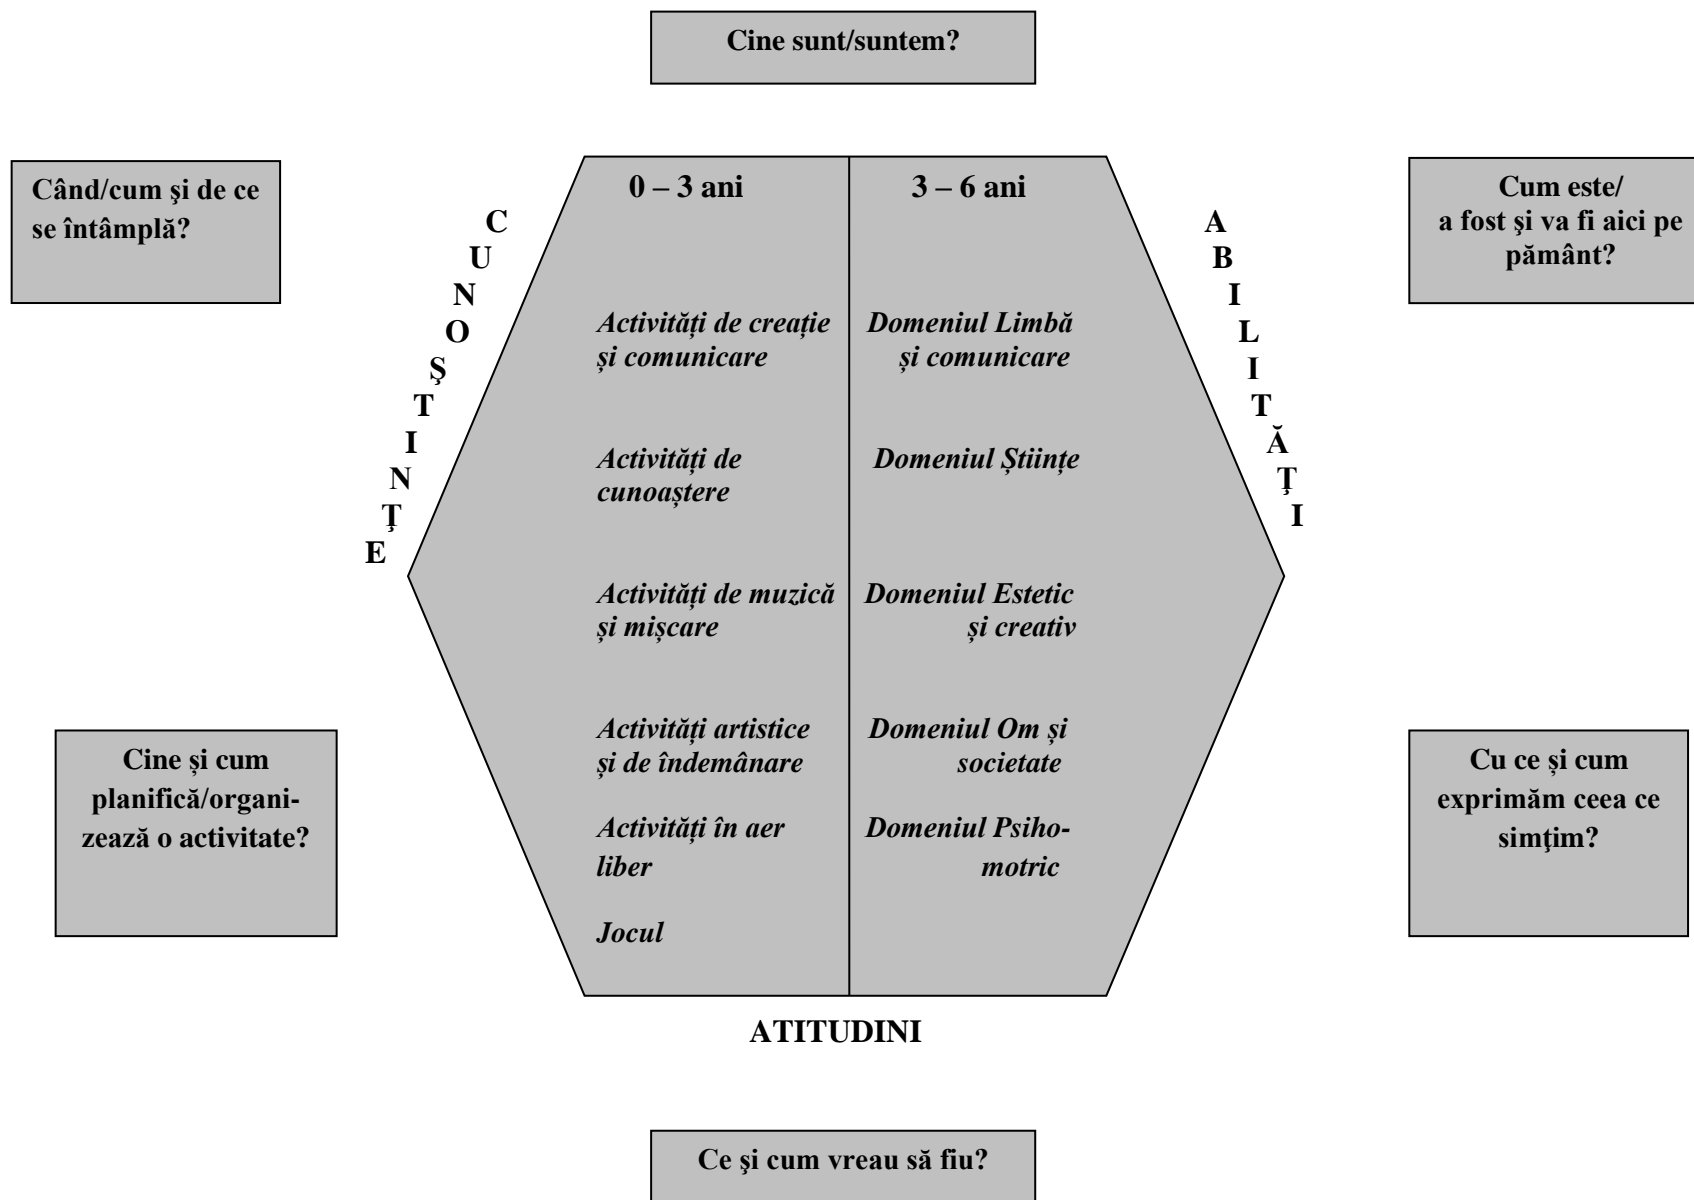 Cine sunt/suntem?
Când/cum şi de ce
se întâmplă?
Cum este/
a fost şi va fi aici pe
pământ?
CUNOŞTINŢE
0 – 3 ani
3 – 6 ani
ABILITĂŢI
Activități de creație
și comunicare
Domeniul Limbă
și comunicare
Activități de
cunoaștere
Domeniul Științe
Activități de muzică
și mișcare
Domeniul Estetic
și creativ
Activități artistice
și de îndemânare
Domeniul Om și
societate
Activități în aer
liber
Domeniul Psiho-
motric
Jocul
Cine și cum
planifică/organi-
zează o activitate?
Cu ce și cum
exprimăm ceea ce
simţim?
ATITUDINI
Ce şi cum vreau să fiu?